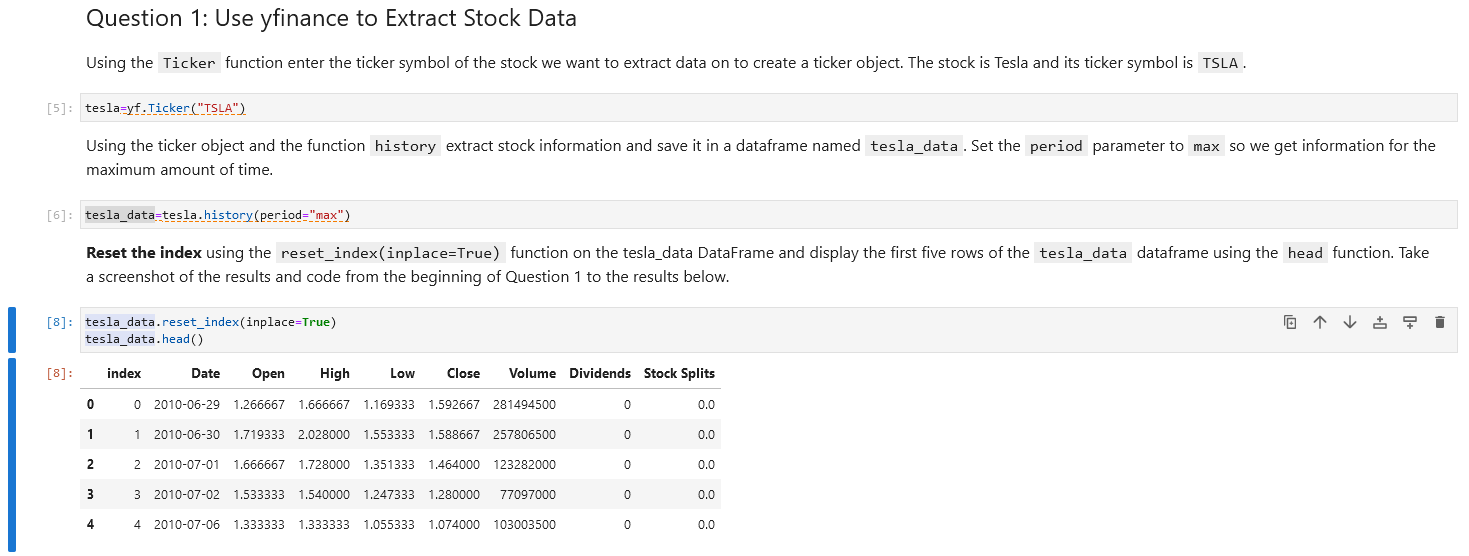 Question 1: Use yfinance to Extract Stock Data
Using the Ticker function enter the ticker symbol of the stock we want to extract data on to create a ticker object. The stock is Tesla and its ticker symbol is TSLA.
[5]: tesla=yf.Ticker("TSLA")
Using the ticker object and the function history extract stock information and save it in a dataframe named tesla_data. Set the period parameter to max so we get information for the
maximum amount of time.
[6]: tesla_data=tesla.history(period="max")
Reset the index using the reset_index(inplace=True) function on the tesla_data DataFrame and display the first five rows of the tesla_data dataframe using the head function. Take
a screenshot of the results and code from the beginning of Question 1 to the results below.
[8]: tesla_data.reset_index(inplace=True)
tesla_data.head()
[8]: index Date Open High Low Close Volume Dividends Stock Splits
0 0 2010-06-29 1.266667 1.666667 1.169333 1.592667 281494500 0 0.0
1 1 2010-06-30 1.719333 2.028000 1.553333 1.588667 257806500 0 0.0
2 2 2010-07-01 1.666667 1.728000 1.351333 1.464000 123282000 0 0.0
3 3 2010-07-02 1.533333 1.540000 1.247333 1.280000 77097000 0 0.0
4 4 2010-07-06 1.333333 1.333333 1.055333 1.074000 103003500 0 0.0